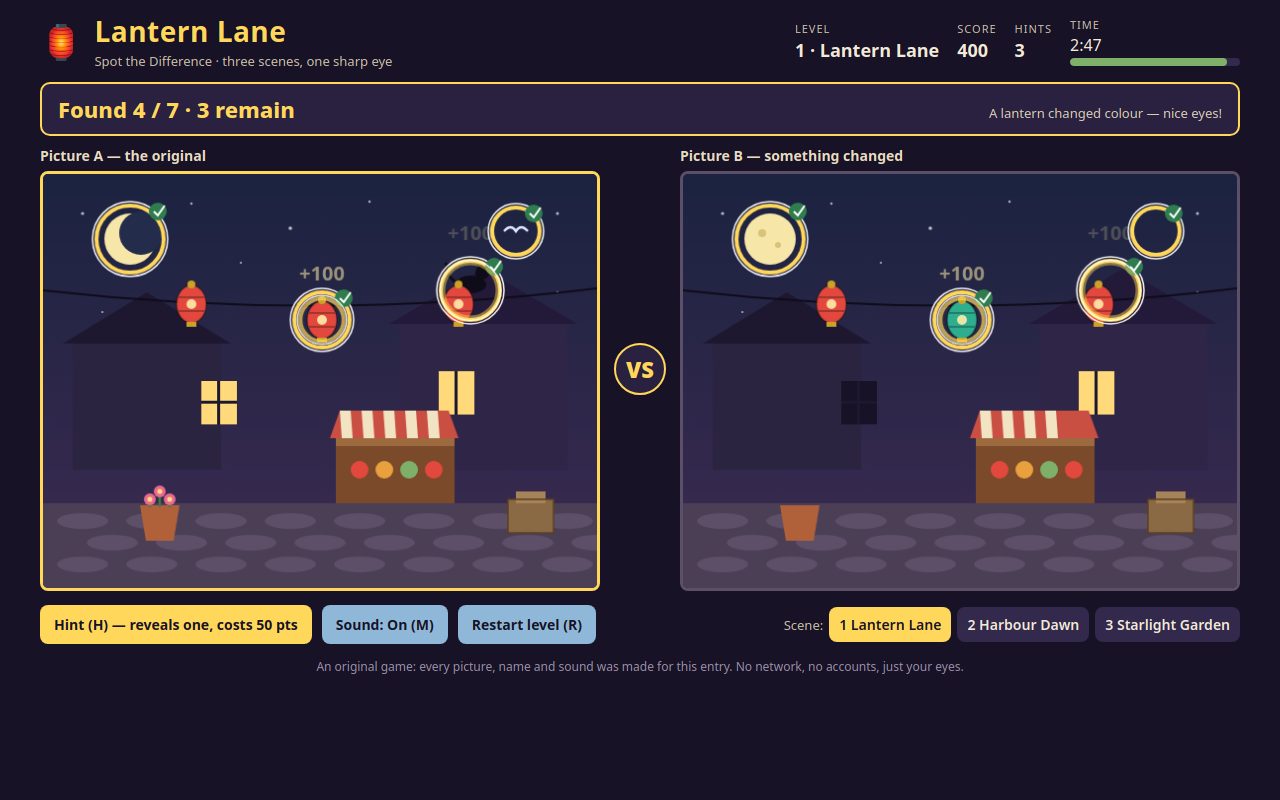 Lantern Lane
Spot the Difference · three scenes, one sharp eye
LEVEL
1 · Lantern Lane
SCORE
400
HINTS
3
TIME
2:47
Found 4 / 7 · 3 remain
A lantern changed colour — nice eyes!
Picture A — the original
Picture B — something changed
+100
+100
VS
+100
+100
Hint (H) — reveals one, costs 50 pts
Sound: On (M)
Restart level (R)
Scene:
1 Lantern Lane
2 Harbour Dawn
3 Starlight Garden
An original game: every picture, name and sound was made for this entry. No network, no accounts, just your eyes.